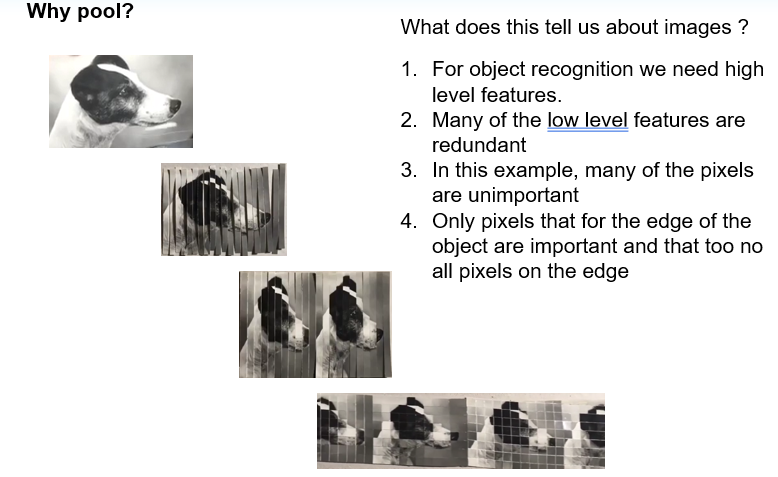 Why pool?
What does this tell us about images ?
1. For object recognition we need high
level features.
2. Many of the low level features are
redundant
3. In this example, many of the pixels
are unimportant
4. Only pixels that for the edge of the
object are important and that too no
all pixels on the edge